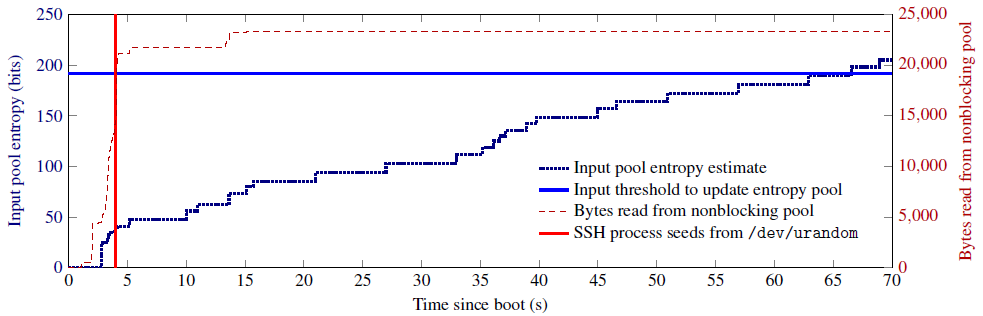 250
200
150
100
50
0
Input pool entropy (bits)
25,000
20,000
15,000
10,000
5,000
0
Bytes read from nonblocking pool
Input pool entropy estimate
Input threshold to update entropy pool
Bytes read from nonblocking pool
SSH process seeds from /dev/urandom
0 5 10 15 20 25 30 35 40 45 50 55 60 65 70
Time since boot (s)